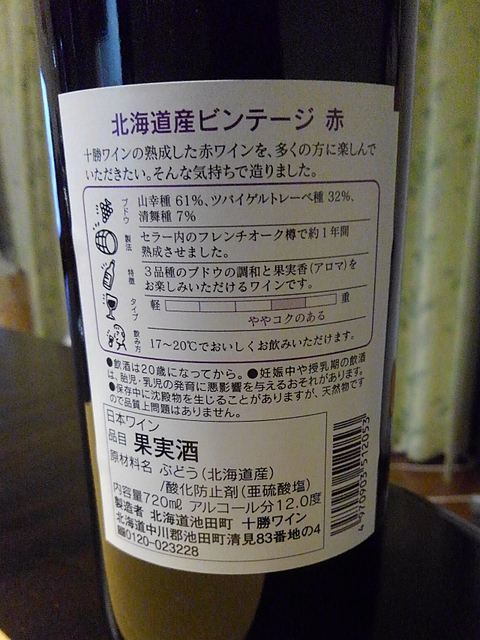 北海道産ビンテージ 赤
十勝ワインの熟成した赤ワインを、多くの方に楽しんで
いただきたい。そんな気持ちで造りました。
ブドウ
山幸種 61%、ツバイゲルトレーベ種 32%、
清舞種 7%
製法
セラー内のフレンチオーク樽で約1年間
熟成させました。
特徴
3品種のブドウの調和と果実香(アロマ)を
お楽しみいただけるワインです。
タイプ
軽 重
ややコクのある
飲み方
17〜20℃でおいしくお飲みいただけます。
●飲酒は20歳になってから。●妊娠中や授乳期の飲酒
は、胎児・乳児の発育に悪影響を与えるおそれがあります。
●保存中に沈殿物を生じることがありますが、天然物です
ので品質上問題はありません。
日本ワイン
品目 果実酒
原材料名 ぶどう(北海道産)
/酸化防止剤(亜硫酸塩)
内容量720mℓ アルコール分12.0度
製造者 北海道池田町 十勝ワイン
北海道中川郡池田町清見83番地の4
0120-023228
4 970903 512053